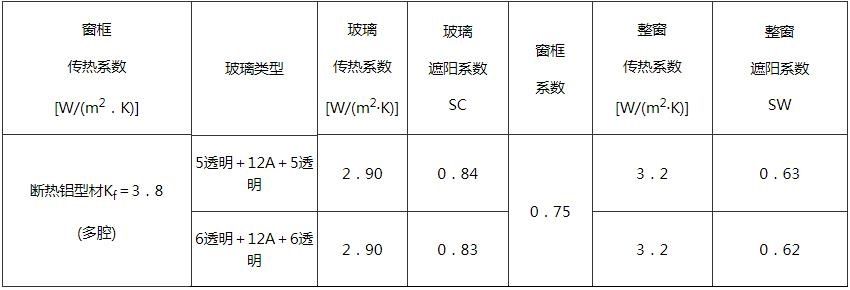 窗框
传热系数
[W/(m²．K)]
玻璃类型
玻璃
传热系数
[W/(m²·K)]
玻璃
遮阳系数
SC
窗框
系数
整窗
传热系数
[W/(m²·K)]
整窗
遮阳系数
SW
断热铝型材Kf＝3．8
(多腔)
5透明＋12A＋5透
明
2．90
0．84
0．75
3．2
0．63
6透明＋12A＋6透
明
2．90
0．83
3．2
0．62